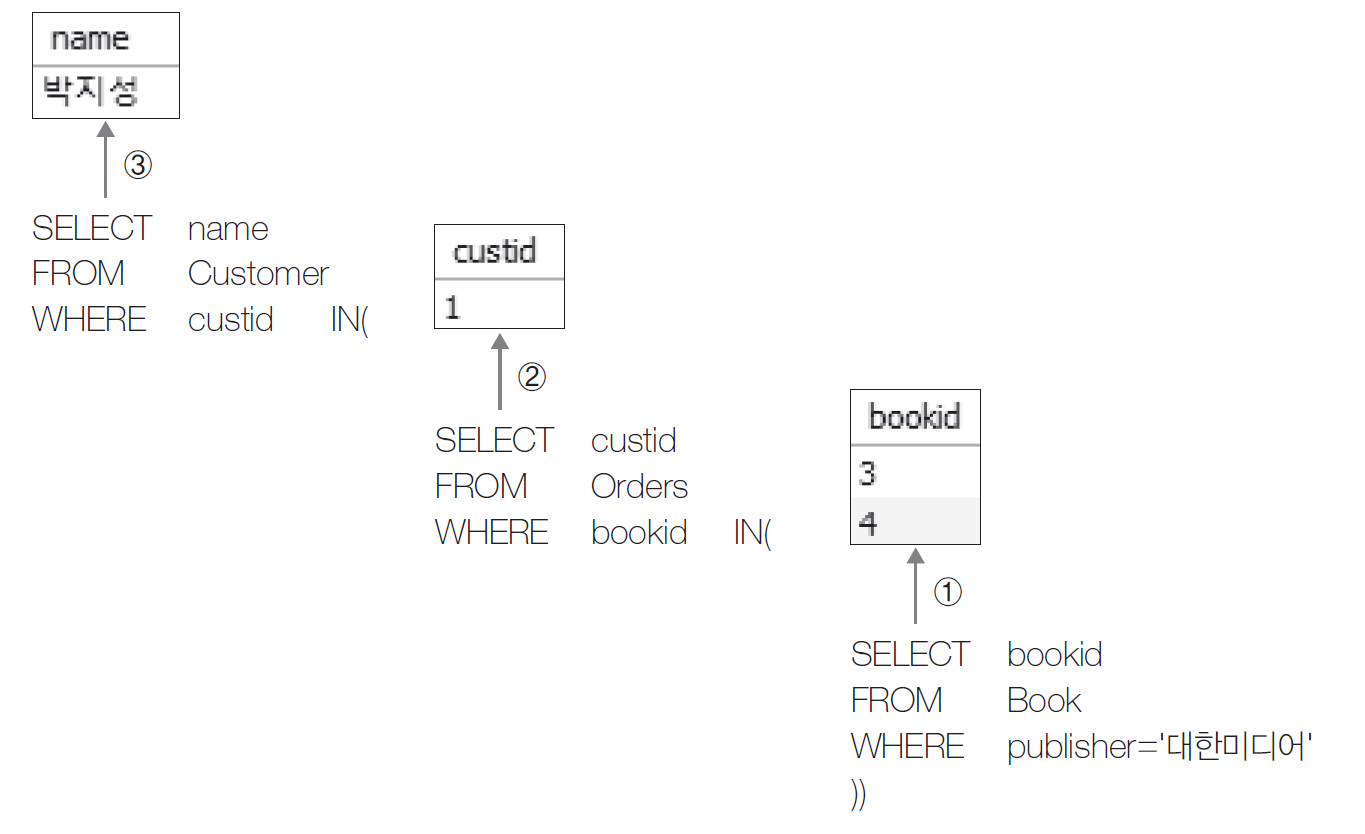 name
박지성
③
SELECT name
FROM Customer
WHERE custid IN(
custid
1
②
SELECT custid
FROM Orders
WHERE bookid IN(
bookid
3
4
①
SELECT bookid
FROM Book
WHERE publisher='대한미디어'
))